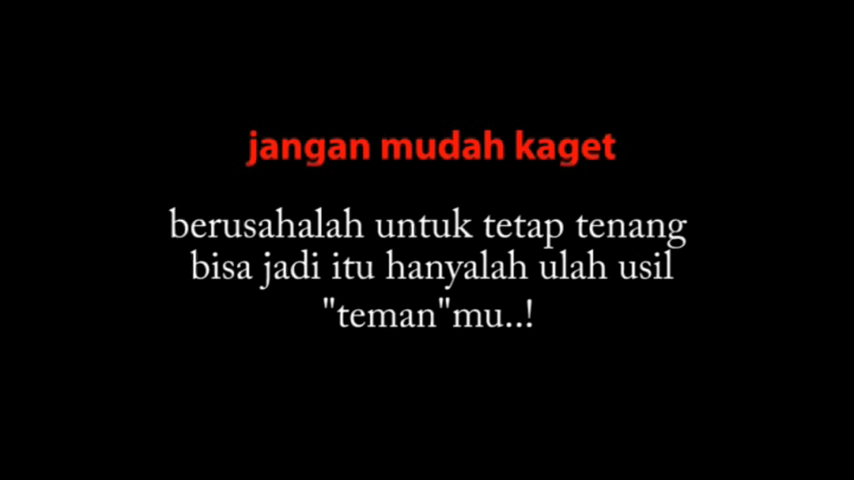 jangan mudah kaget
berusahalah untuk tetap tenang
bisa jadi itu hanyalah ulah usil
"teman"mu..!